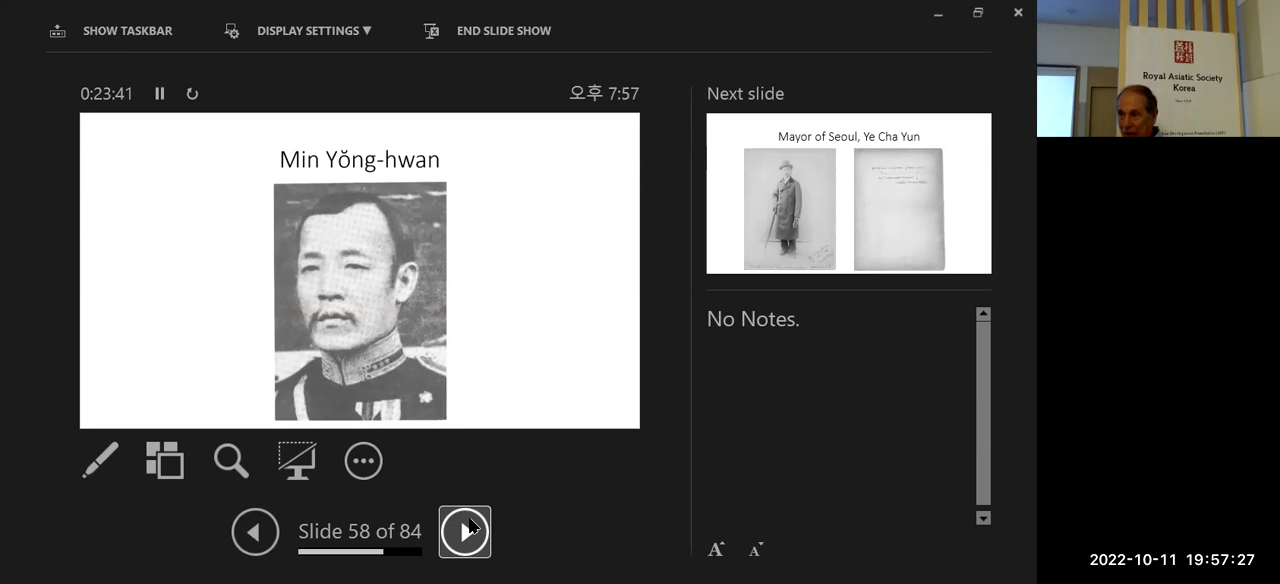 SHOW TASKBAR
DISPLAY SETTINGS ▼
END SLIDE SHOW
0:23:41
오후 7:57
Min Yŏng-hwan
Slide 58 of 84
Next slide
Mayor of Seoul, Ye Cha Yun
No Notes.
A
A
Royal Asiatic Society
Korea
2022-10-11 19:57:27